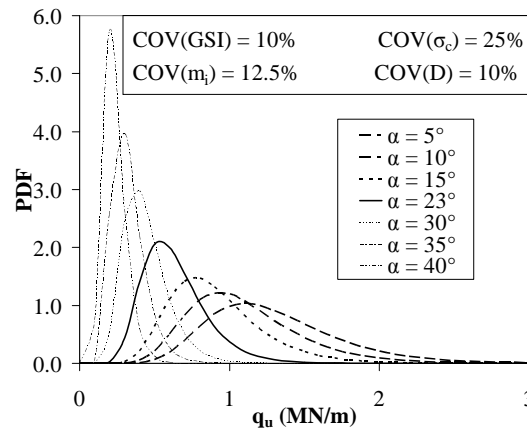 6.0
5.0
4.0
3.0
2.0
1.0
0.0
PDF
COV(GSI) = 10% COV(σc) = 25%
COV(mi) = 12.5% COV(D) = 10%
α = 5°
α = 10°
α = 15°
α = 23°
α = 30°
α = 35°
α = 40°
0 1 2 3
qu (MN/m)